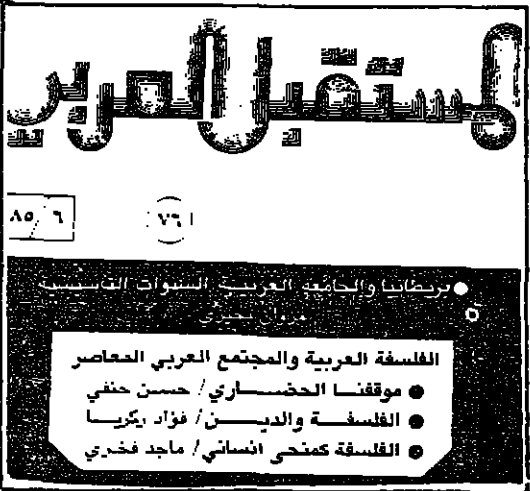 المستقبل العربي
٨٥/٦
٧٦
بريطانيا والجامعة العربية السنوات التأسيسية
مروان بحيري
الفلسفة العربية والمجتمع العربي المعاصر
موقفنا الحضاري/ حسن حنفي
الفلسفة والدين/ فؤاد زكريا
الفلسفة كمنحى انساني/ ماجد فخري